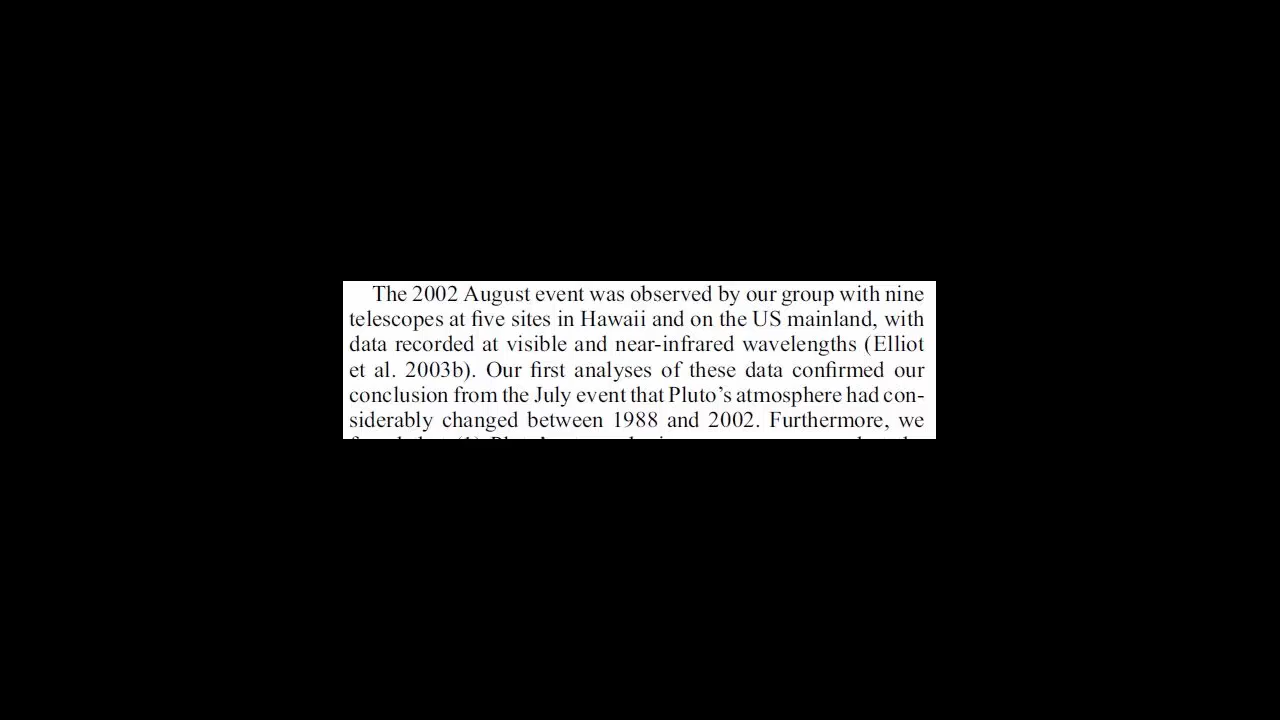 The 2002 August event was observed by our group with nine
telescopes at five sites in Hawaii and on the US mainland, with
data recorded at visible and near-infrared wavelengths (Elliot
et al. 2003b). Our first analyses of these data confirmed our
conclusion from the July event that Pluto’s atmosphere had con-
siderably changed between 1988 and 2002. Furthermore, we